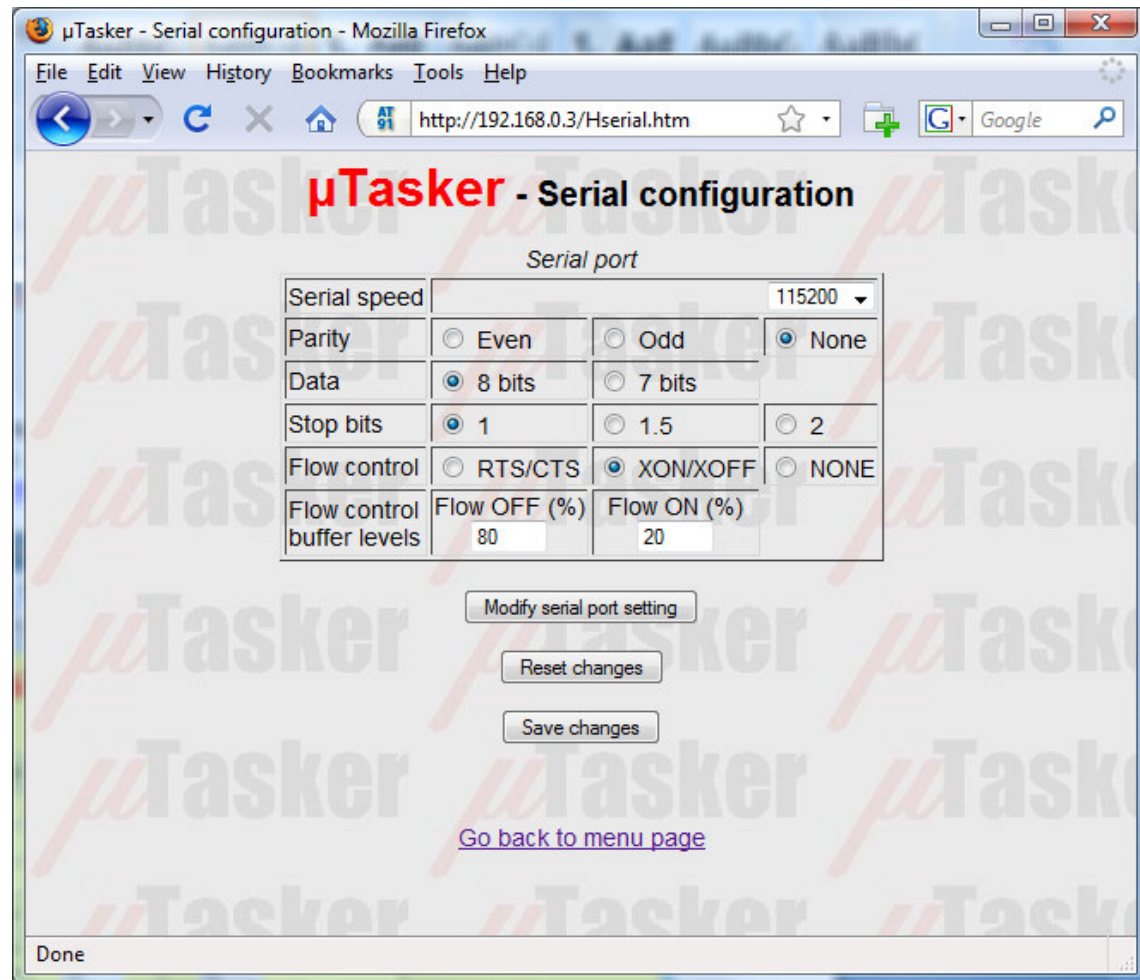 µTasker - Serial configuration - Mozilla Firefox
File Edit View History Bookmarks Tools Help
AT91 http://192.168.0.3/Hserial.htm G Google
µTasker - Serial configuration
Serial port
Serial speed 115200
Parity Even Odd None
Data 8 bits 7 bits
Stop bits 1 1.5 2
Flow control RTS/CTS XON/XOFF NONE
Flow control buffer levels Flow OFF (%) Flow ON (%)
80 20
Modify serial port setting
Reset changes
Save changes
Go back to menu page
Done